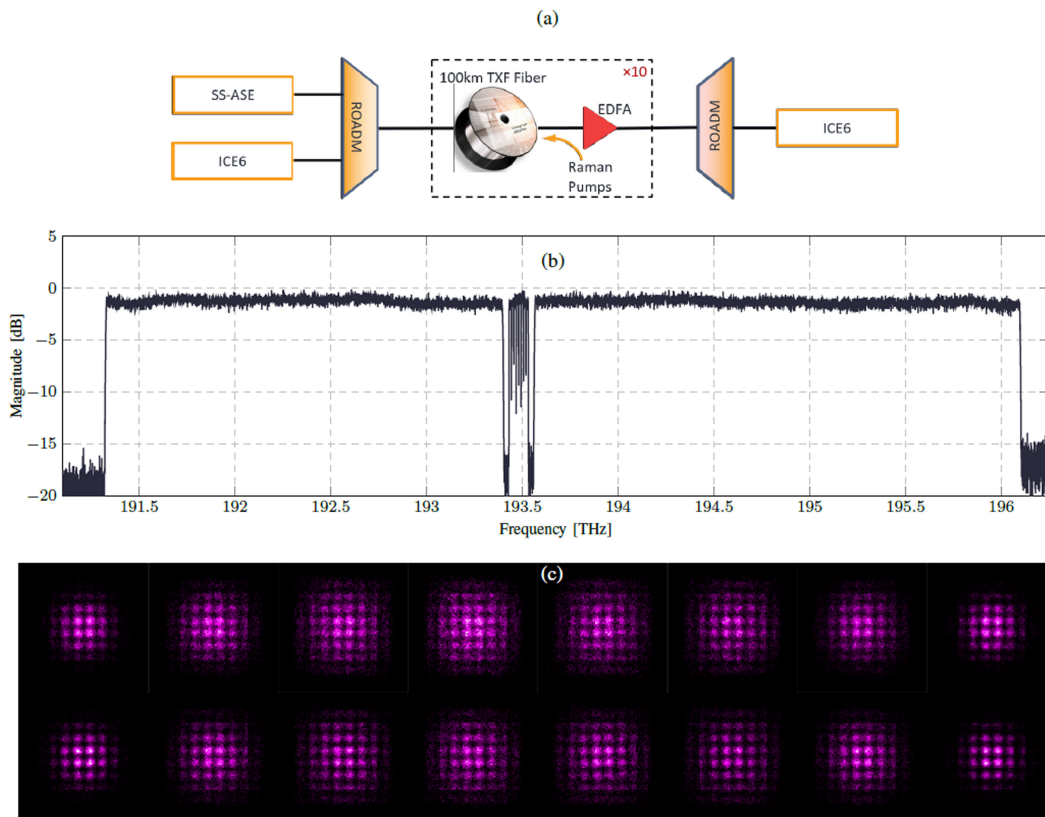 (a)
100km TXF Fiber
×10
SS-ASE
ROADM
EDFA
ROADM
ICE6
ICE6
Raman
Pumps
(b)
5
0
−5
−10
−15
−20
Magnitude [dB]
191.5
192
192.5
193
193.5
194
194.5
195
195.5
196
Frequency [THz]
(c)